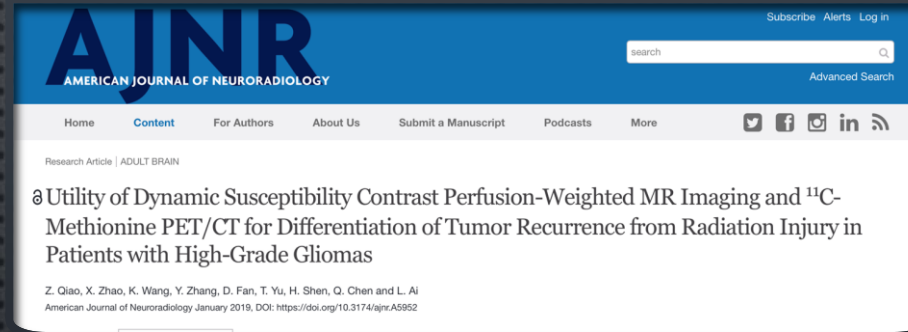 Subscribe Alerts Log in
AJNR
AMERICAN JOURNAL OF NEURORADIOLOGY
search
Advanced Search
Home Content For Authors About Us Submit a Manuscript Podcasts More
Research Article | ADULT BRAIN
Utility of Dynamic Susceptibility Contrast Perfusion-Weighted MR Imaging and ¹¹C-
Methionine PET/CT for Differentiation of Tumor Recurrence from Radiation Injury in
Patients with High-Grade Gliomas
Z. Qiao, X. Zhao, K. Wang, Y. Zhang, D. Fan, T. Yu, H. Shen, Q. Chen and L. Ai
American Journal of Neuroradiology January 2019, DOI: https://doi.org/10.3174/ajnr.A5952